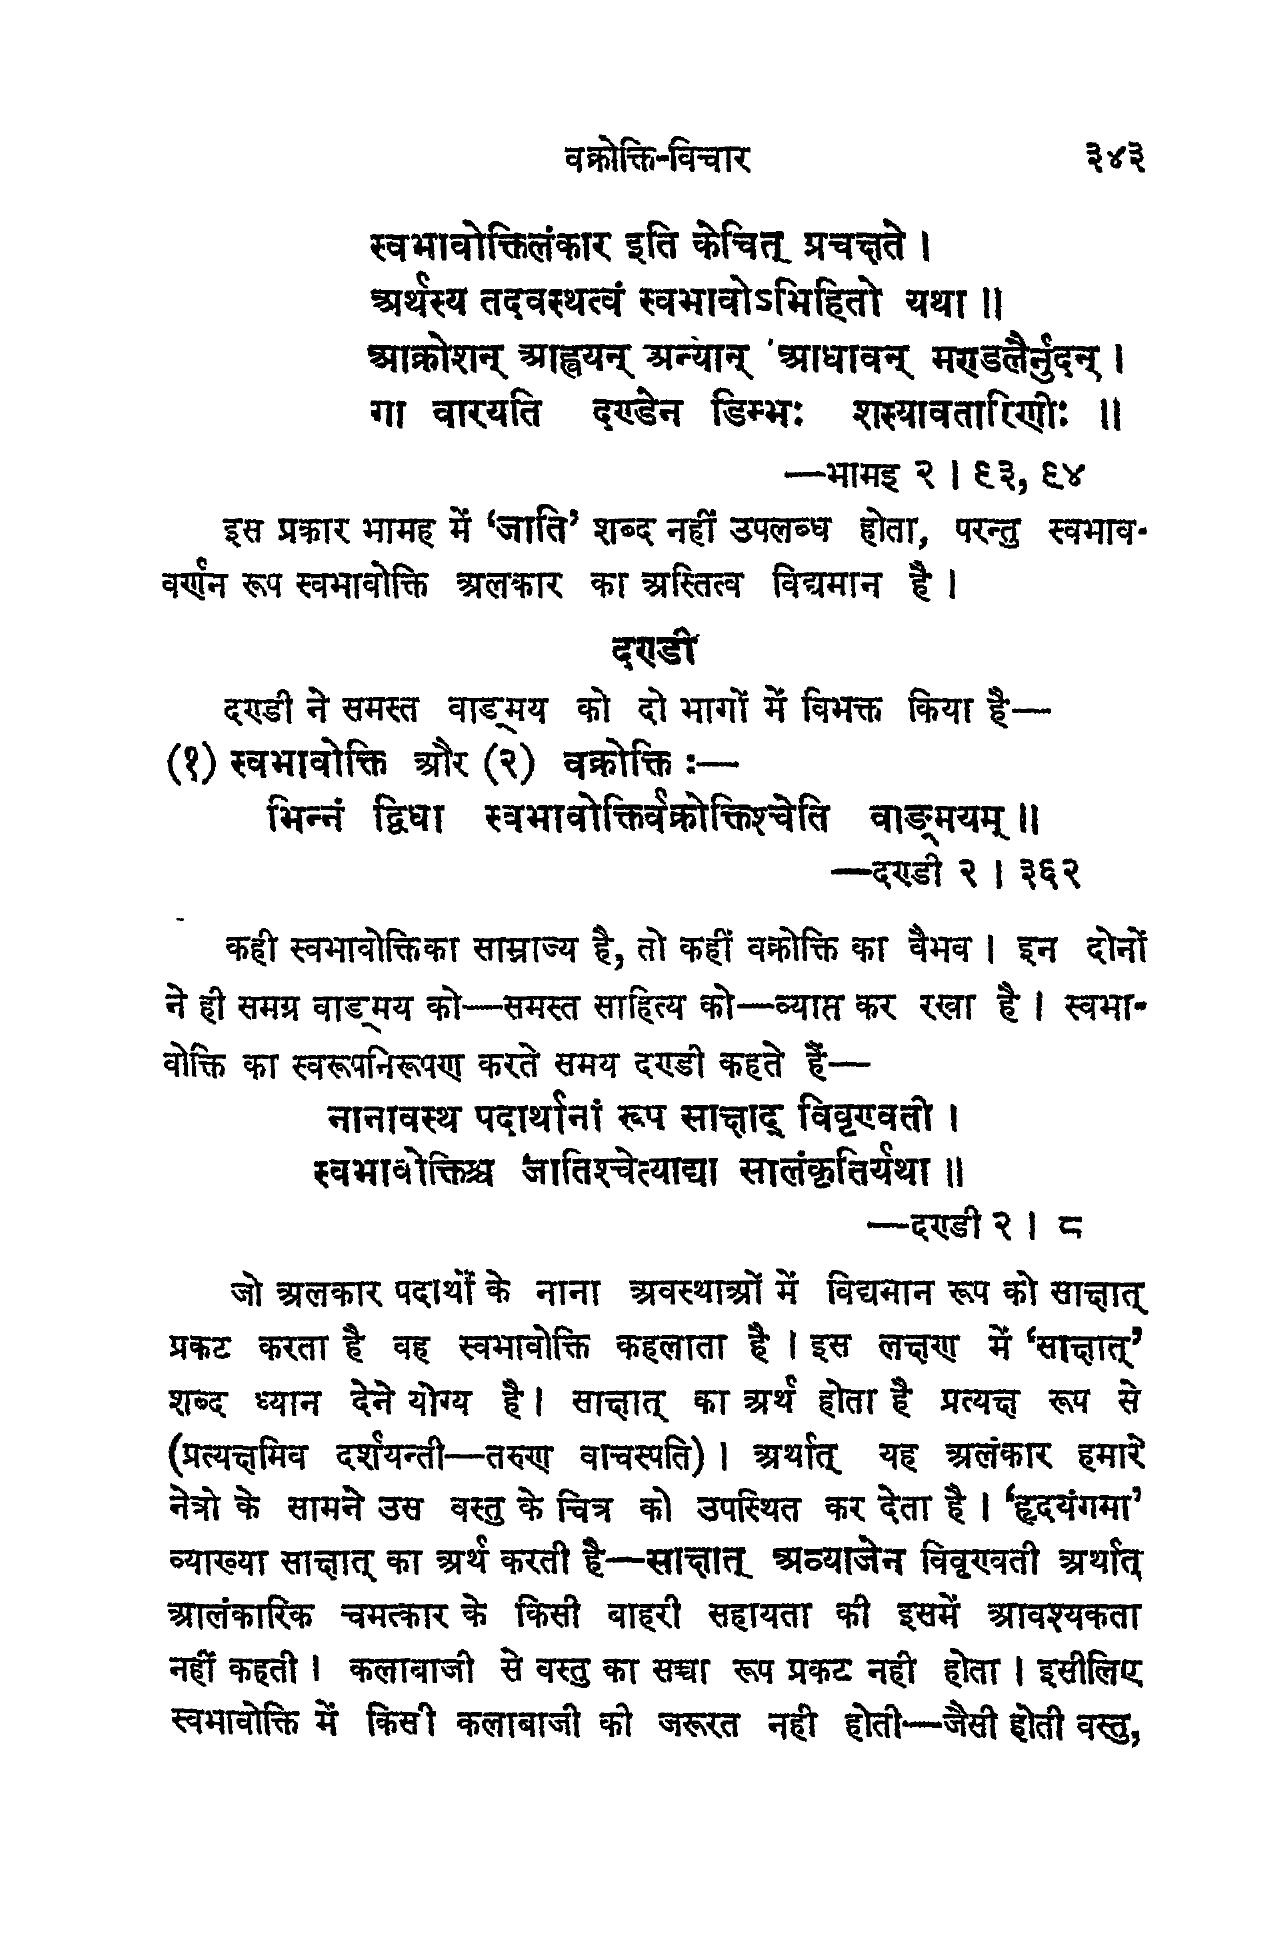 वक्रोक्ति-विचार ३४३
स्वभावोक्तिलंकार इति केचित् प्रचक्षते ।
अर्थस्य तदवस्थत्वं स्वभावोऽभिहितो यथा ॥
आक्रोशन् आह्वयन् अन्यान् आधावन् मण्डलैर्नुदन् ।
गा वारयति दण्डेन डिम्भः शस्यावतारिणीः ॥
—भामइ २ । ९३, ९४
इस प्रकार भामह में ‘जाति’ शब्द नहीं उपलब्ध होता, परन्तु स्वभाव-
वर्णन रूप स्वभावोक्ति अलकार का अस्तित्व विद्यमान है ।
दण्डी
दण्डी ने समस्त वाङ्मय को दो भागों में विभक्त किया है—
(१) स्वभावोक्ति और (२) वक्रोक्ति :—
भिन्नं द्विधा स्वभावोक्तिर्वक्रोक्तिश्चेति वाङ्मयम् ॥
—दण्डी २ । ३६२
कही स्वभावोक्तिका साम्राज्य है, तो कहीं वक्रोक्ति का वैभव । इन दोनों
ने ही समग्र वाङ्मय को—समस्त साहित्य को—व्याप्त कर रखा है । स्वभा-
वोक्ति का स्वरूपनिरूपण करते समय दण्डी कहते हैं—
नानावस्थ पदार्थानां रूप साक्षाद् विवृण्वती ।
स्वभावोक्तिश्च जातिश्चेत्याद्या सालंकृतिर्यथा ॥
—दण्डी २ । ८
जो अलकार पदार्थों के नाना अवस्थाओं में विद्यमान रूप को साक्षात्
प्रकट करता है वह स्वभावोक्ति कहलाता है । इस लक्षण में ‘साक्षात्’
शब्द ध्यान देने योग्य है । साक्षात् का अर्थ होता है प्रत्यक्ष रूप से
(प्रत्यक्षमिव दर्शयन्ती—तरुण वाचस्पति) । अर्थात् यह अलंकार हमारे
नेत्रो के सामने उस वस्तु के चित्र को उपस्थित कर देता है । ‘हृदयंगमा’
व्याख्या साक्षात् का अर्थ करती है—साक्षात् अव्याजेन विवृण्वती अर्थात्
आलंकारिक चमत्कार के किसी बाहरी सहायता की इसमें आवश्यकता
नहीं कहती । कलाबाजी से वस्तु का सच्चा रूप प्रकट नही होता । इसीलिए
स्वभावोक्ति में किसी कलाबाजी की जरूरत नही होती—जैसी होती वस्तु,